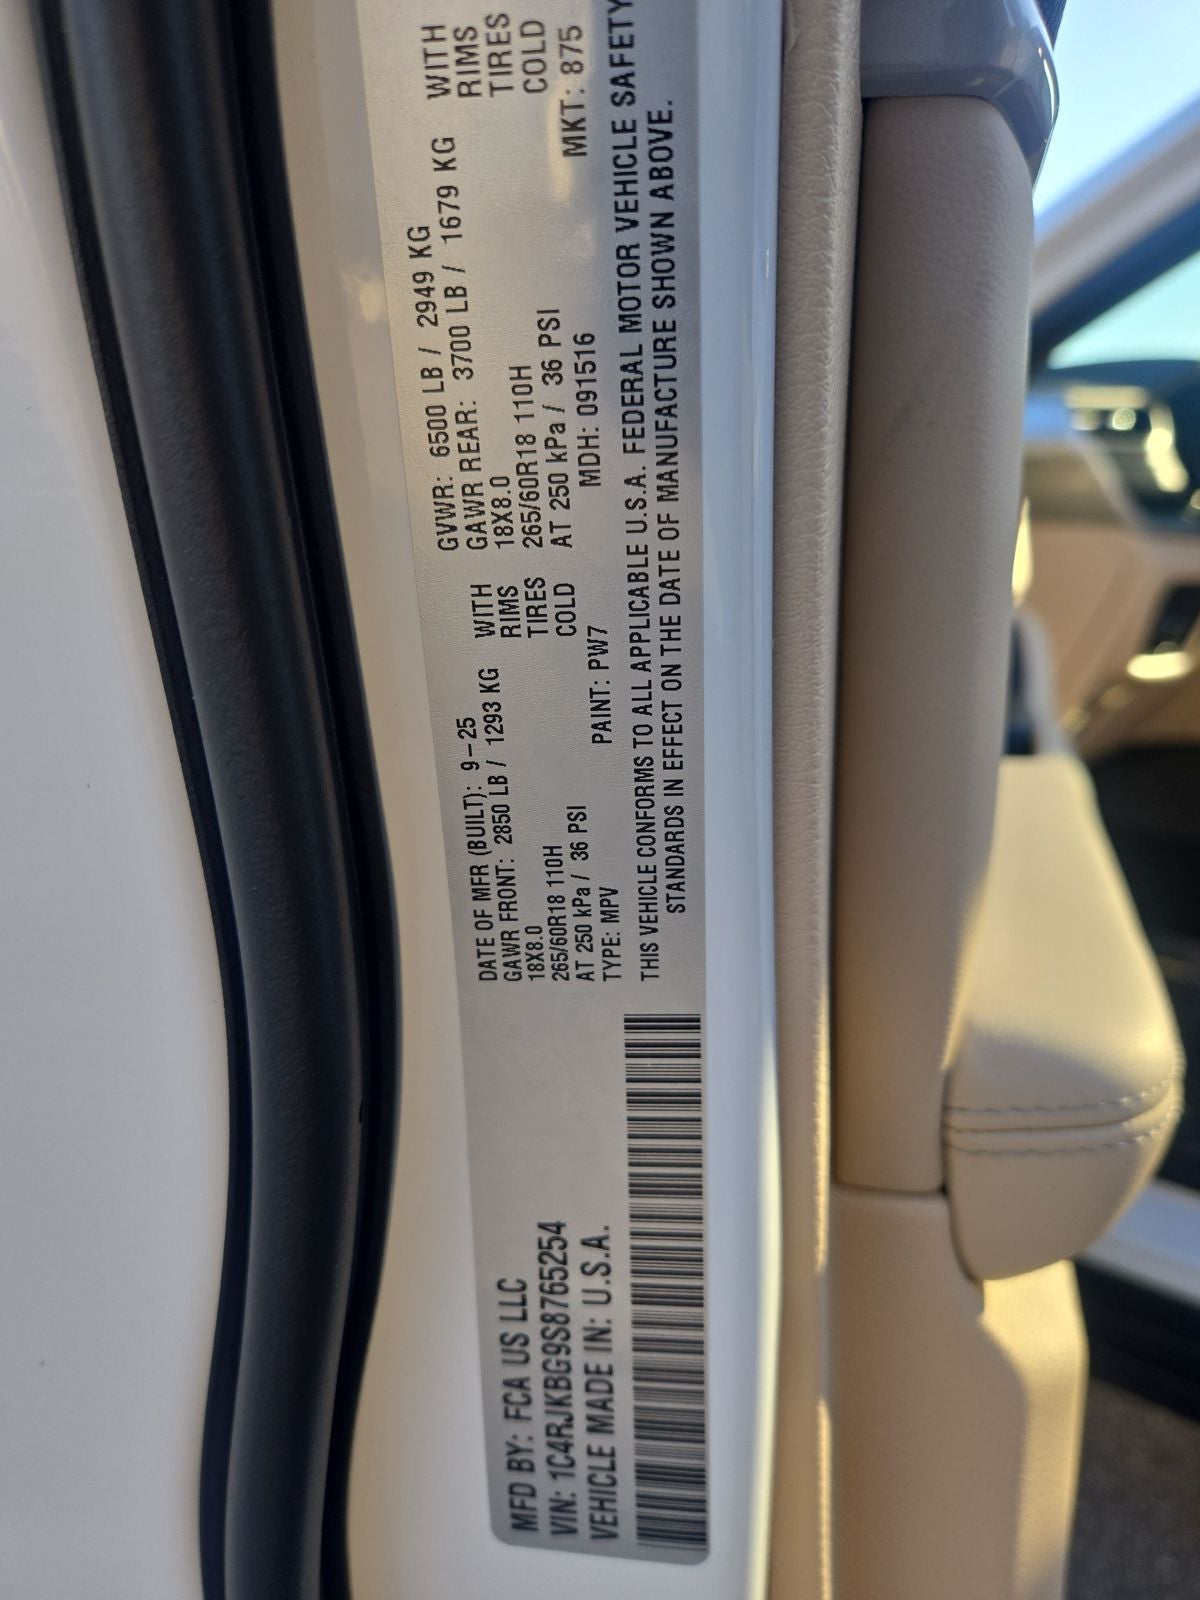 MFD BY: FCA US LLC
VIN: 1C4RJKBG9S8765254
VEHICLE MADE IN: U.S.A.
DATE OF MFR (BUILT): 9-25
GAWR FRONT: 2850 LB / 1293 KG WITH
18X8.0 RIMS
265/60R18 110H TIRES
AT 250 kPa / 36 PSI COLD
TYPE: MPV PAINT: PW7
GVWR: 6500 LB / 2949 KG
GAWR REAR: 3700 LB / 1679 KG WITH
18X8.0 RIMS
265/60R18 110H TIRES
AT 250 kPa / 36 PSI COLD
MDH: 091516 MKT: 875
THIS VEHICLE CONFORMS TO ALL APPLICABLE U.S.A. FEDERAL MOTOR VEHICLE SAFETY
STANDARDS IN EFFECT ON THE DATE OF MANUFACTURE SHOWN ABOVE.